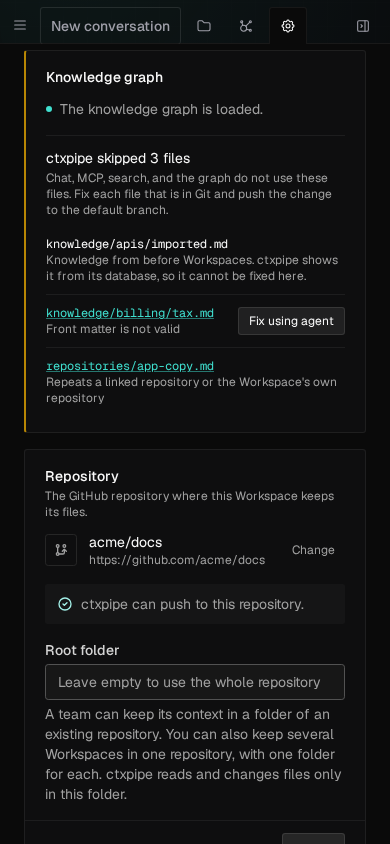 New conversation
Knowledge graph
The knowledge graph is loaded.
ctxpipe skipped 3 files
Chat, MCP, search, and the graph do not use these
files. Fix each file that is in Git and push the change
to the default branch.
knowledge/apis/imported.md
Knowledge from before Workspaces. ctxpipe shows
it from its database, so it cannot be fixed here.
knowledge/billing/tax.md
Front matter is not valid
Fix using agent
repositories/app-copy.md
Repeats a linked repository or the Workspace's own
repository
Repository
The GitHub repository where this Workspace keeps
its files.
acme/docs
https://github.com/acme/docs
Change
ctxpipe can push to this repository.
Root folder
Leave empty to use the whole repository
A team can keep its context in a folder of an
existing repository. You can also keep several
Workspaces in one repository, with one folder
for each. ctxpipe reads and changes files only
in this folder.